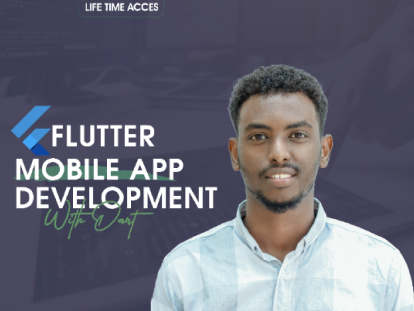 LIFE TIME ACCES
FLUTTER
MOBILE APP
DEVELOPMENT
With Dart